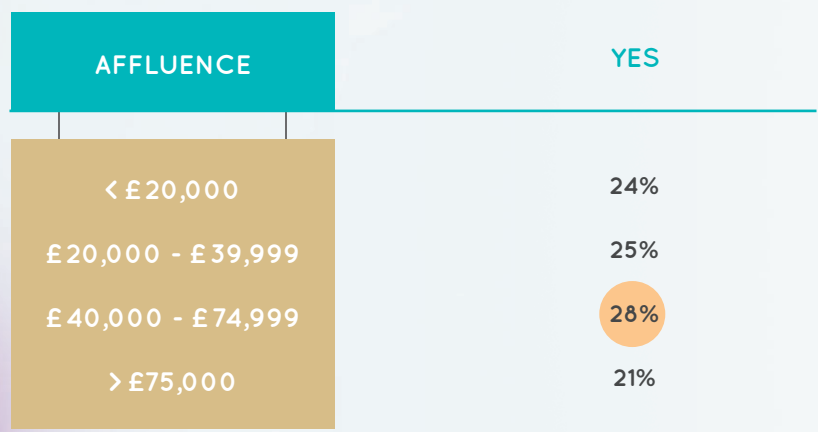 AFFLUENCE YES
< £20,000 24%
£20,000 - £39,999 25%
£40,000 - £74,999 28%
> £75,000 21%